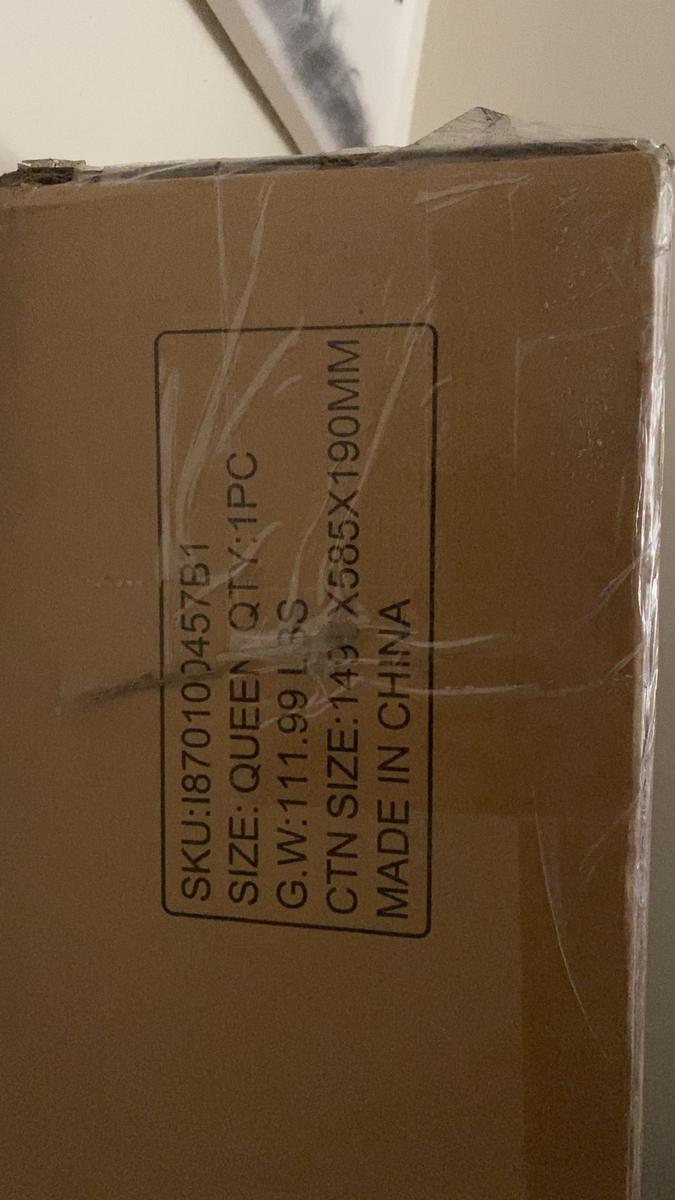 SKU:I870100457B1
SIZE: QUEEN QTY:1PC
G.W:111.99 LBS
CTN SIZE: X585X190MM
MADE IN CHINA